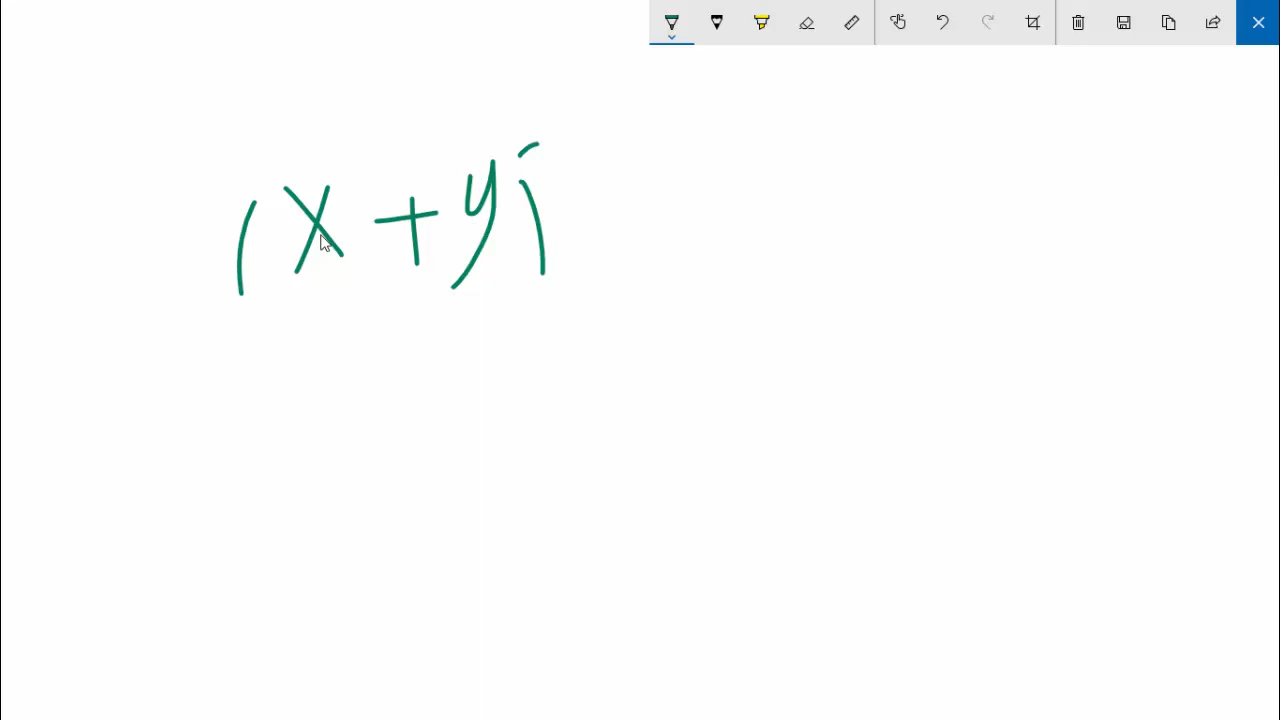 (x + y)